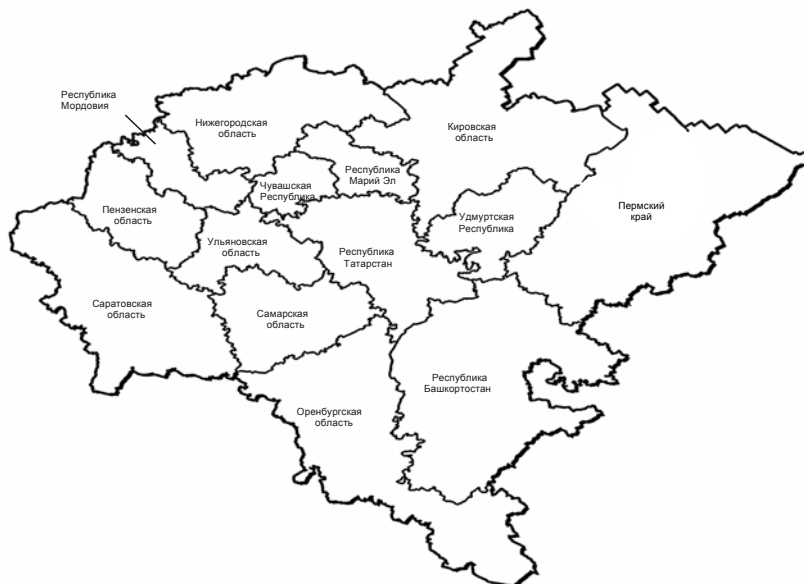 Республика
Мордовия
Нижегородская
область
Кировская
область
Республика
Марий Эл
Чувашская
Республика
Пензенская
область
Ульяновская
область
Республика
Татарстан
Удмуртская
Республика
Пермский
край
Саратовская
область
Самарская
область
Республика
Башкортостан
Оренбургская
область